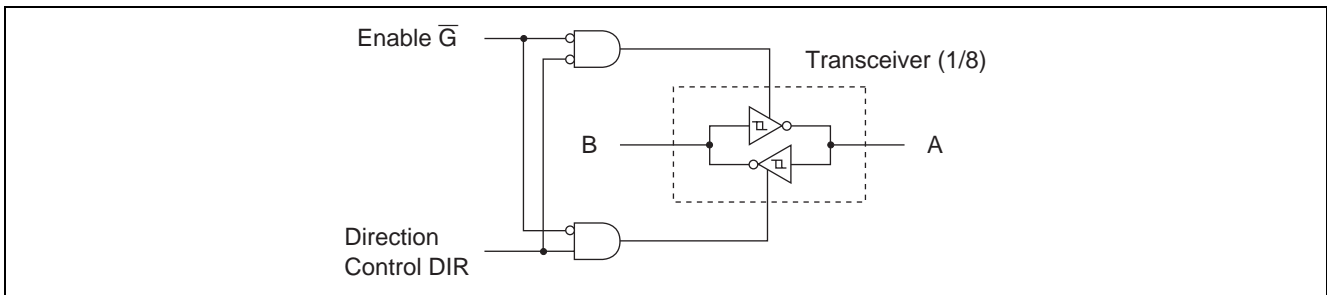 Enable G̅
Transceiver (1/8)
B
A
Direction
Control DIR